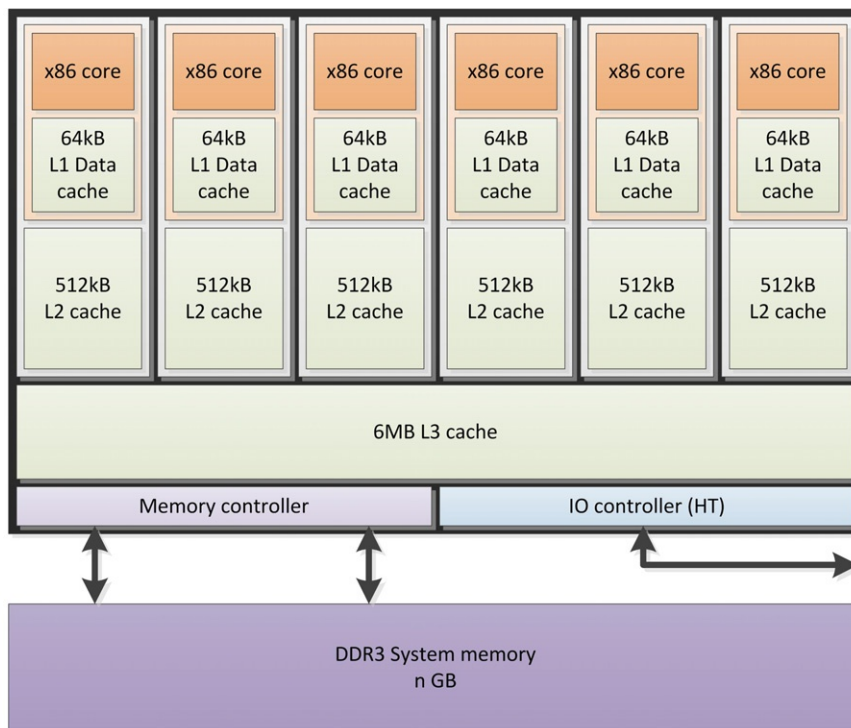 x86 core
x86 core
x86 core
x86 core
x86 core
x86 core
64kB
L1 Data
cache
64kB
L1 Data
cache
64kB
L1 Data
cache
64kB
L1 Data
cache
64kB
L1 Data
cache
64kB
L1 Data
cache
512kB
L2 cache
512kB
L2 cache
512kB
L2 cache
512kB
L2 cache
512kB
L2 cache
512kB
L2 cache
6MB L3 cache
Memory controller
IO controller (HT)
DDR3 System memory
n GB